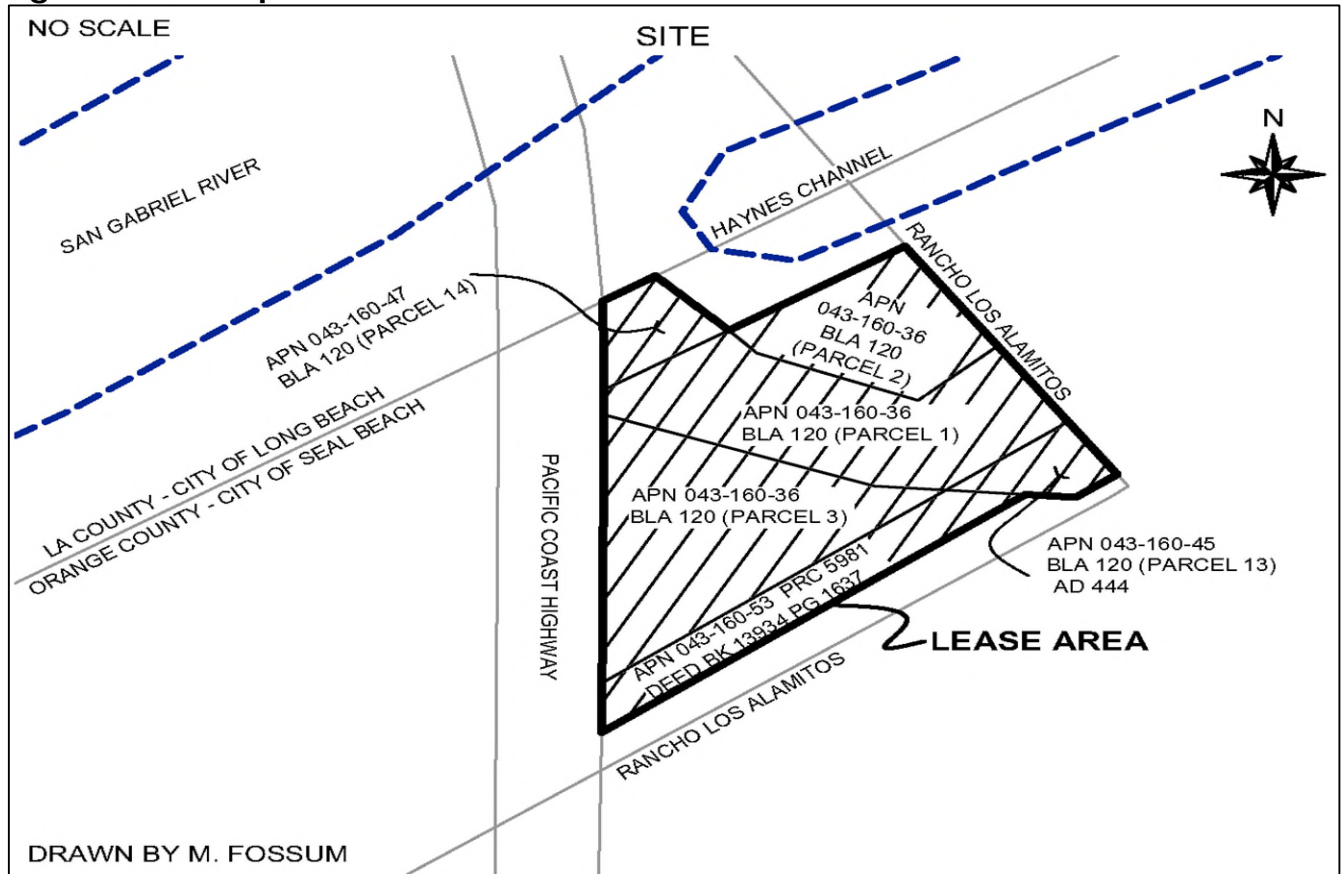 NO SCALE
SITE
N
SAN GABRIEL RIVER
HAYNES CHANNEL
RANCHO LOS ALAMITOS
APN 043-160-47
BLA 120 (PARCEL 14)
APN
043-160-36
BLA 120
(PARCEL 2)
LA COUNTY - CITY OF LONG BEACH
ORANGE COUNTY - CITY OF SEAL BEACH
APN 043-160-36
BLA 120 (PARCEL 1)
PACIFIC COAST HIGHWAY
APN 043-160-36
BLA 120 (PARCEL 3)
APN 043-160-45
BLA 120 (PARCEL 13)
AD 444
APN 043-160-53 PRC 5981
DEED BK 13934 PG 1637
LEASE AREA
RANCHO LOS ALAMITOS
DRAWN BY M. FOSSUM